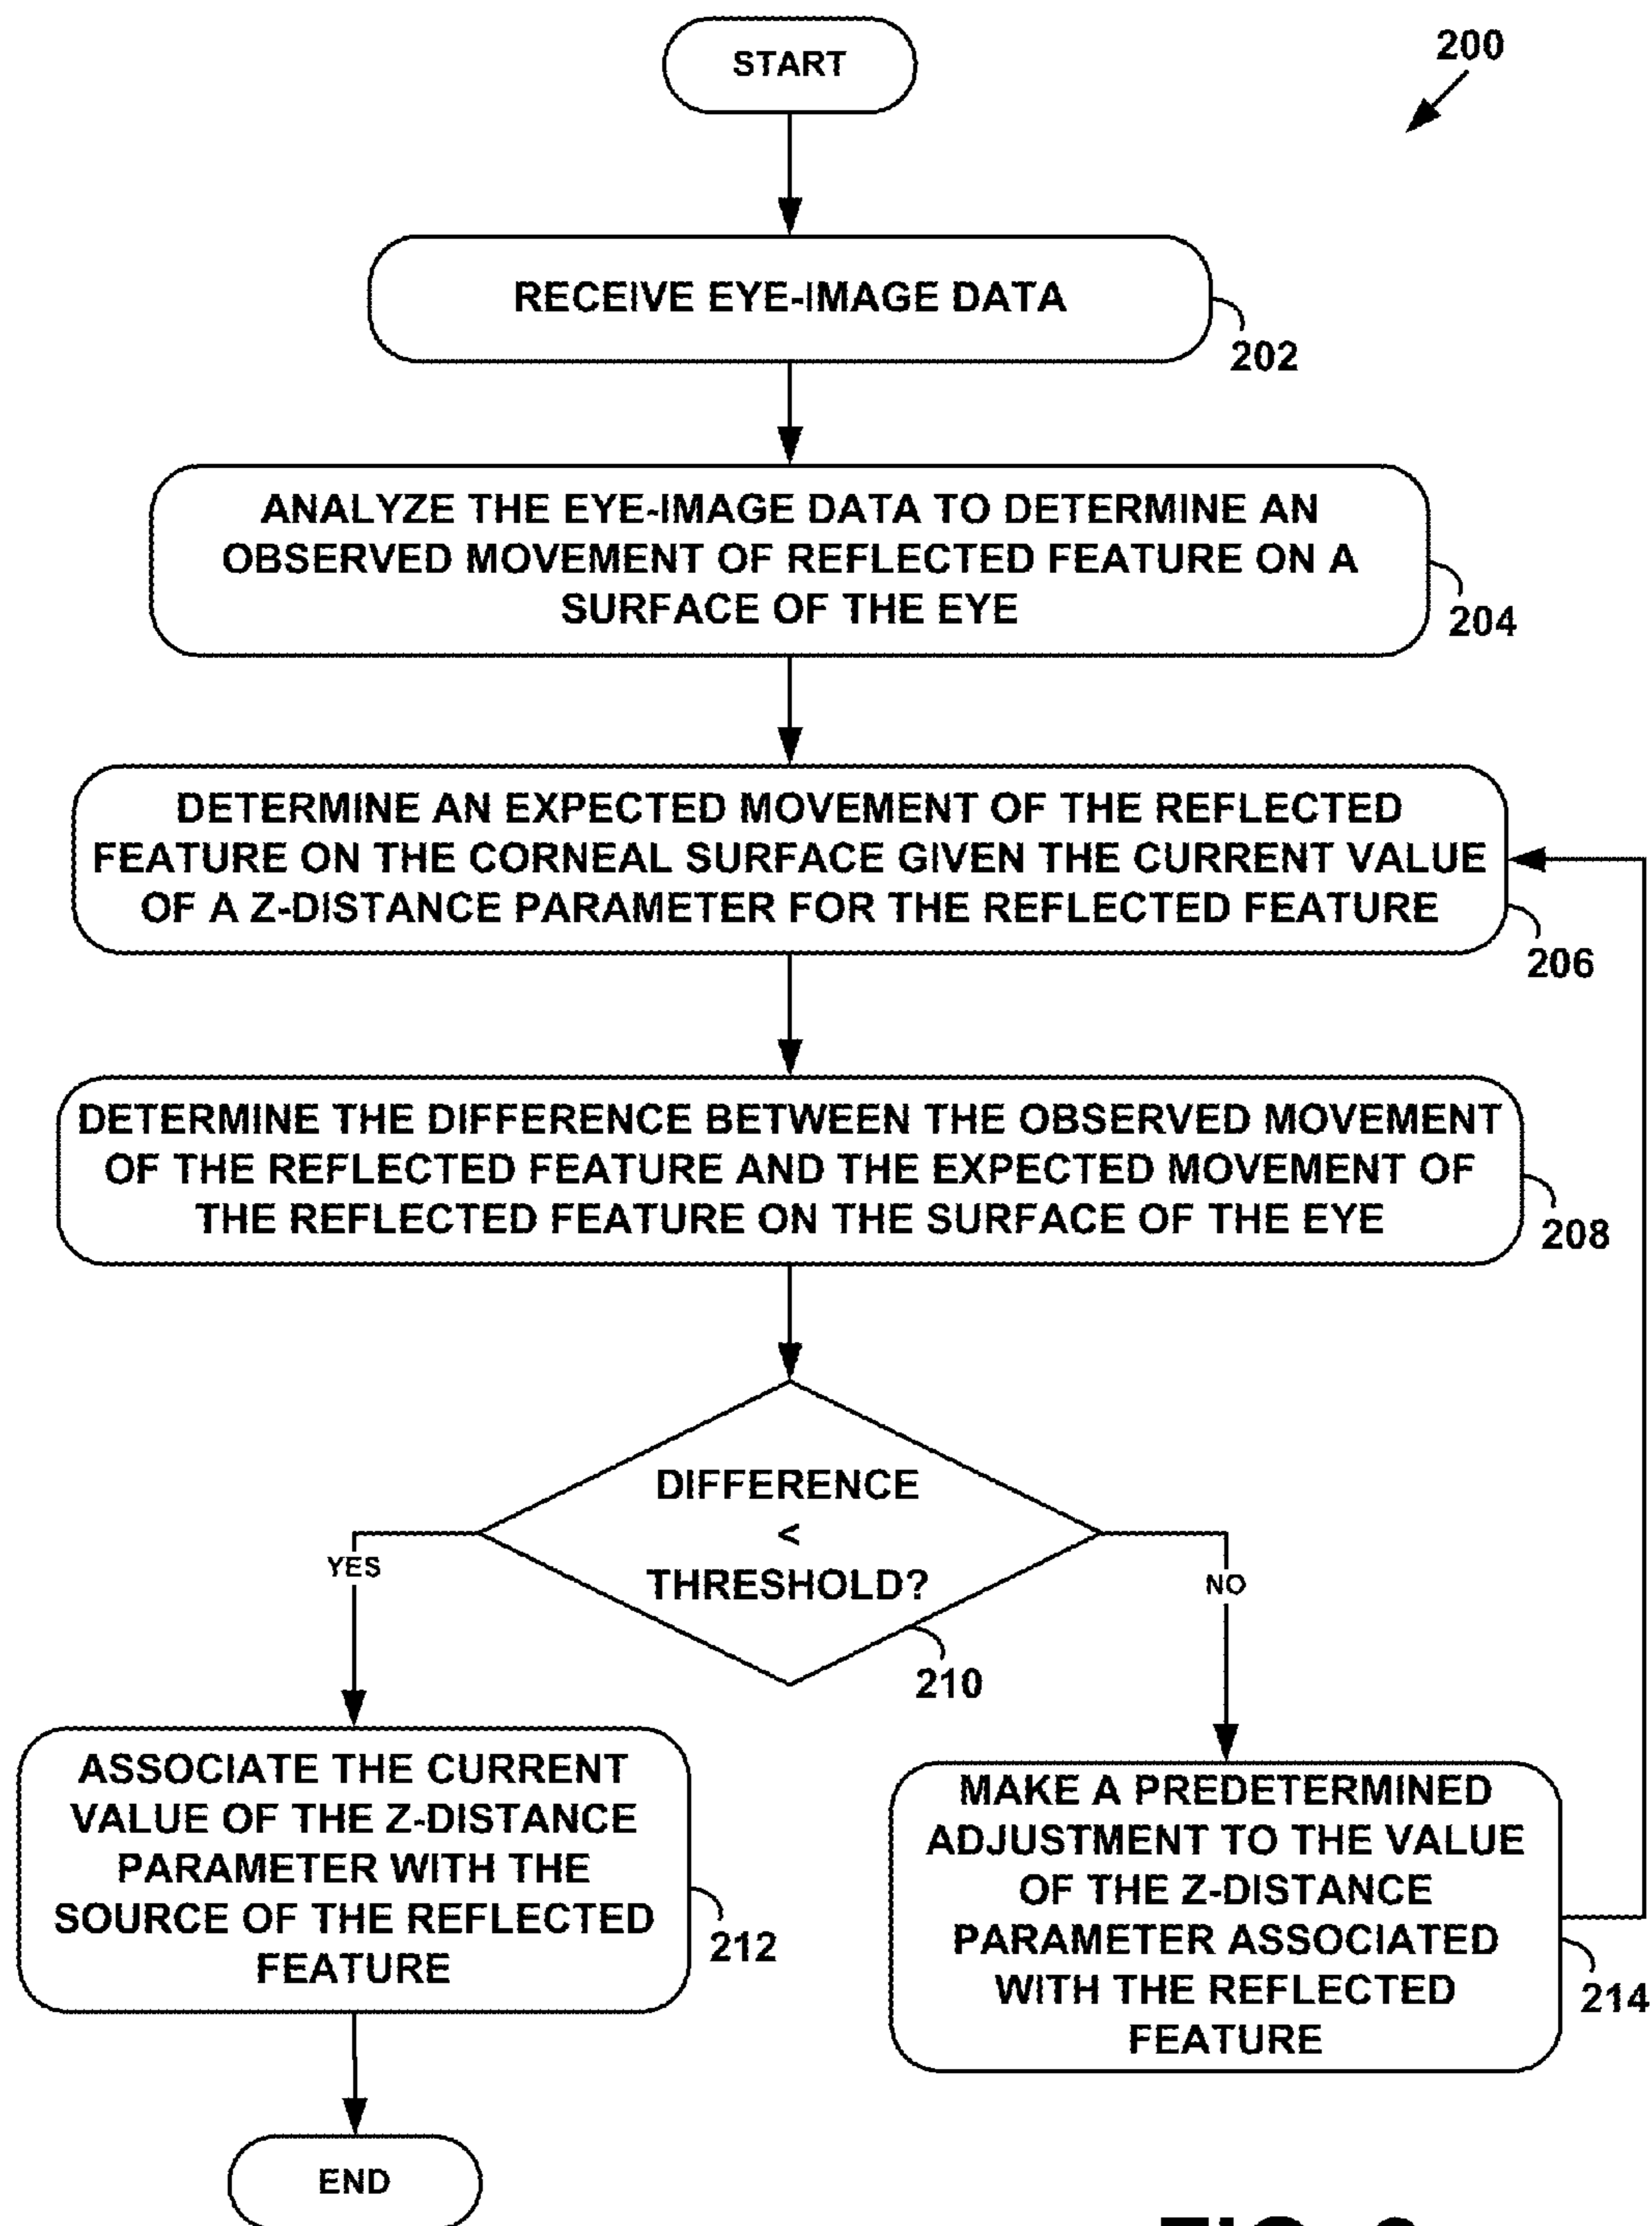 START
200
RECEIVE EYE-IMAGE DATA
202
ANALYZE THE EYE-IMAGE DATA TO DETERMINE AN
OBSERVED MOVEMENT OF REFLECTED FEATURE ON A
SURFACE OF THE EYE
204
DETERMINE AN EXPECTED MOVEMENT OF THE REFLECTED
FEATURE ON THE CORNEAL SURFACE GIVEN THE CURRENT VALUE
OF A Z-DISTANCE PARAMETER FOR THE REFLECTED FEATURE
206
DETERMINE THE DIFFERENCE BETWEEN THE OBSERVED MOVEMENT
OF THE REFLECTED FEATURE AND THE EXPECTED MOVEMENT OF
THE REFLECTED FEATURE ON THE SURFACE OF THE EYE
208
DIFFERENCE
<
THRESHOLD?
210
YES
NO
ASSOCIATE THE CURRENT
VALUE OF THE Z-DISTANCE
PARAMETER WITH THE
SOURCE OF THE REFLECTED
FEATURE
212
MAKE A PREDETERMINED
ADJUSTMENT TO THE VALUE
OF THE Z-DISTANCE
PARAMETER ASSOCIATED
WITH THE REFLECTED
FEATURE
214
END